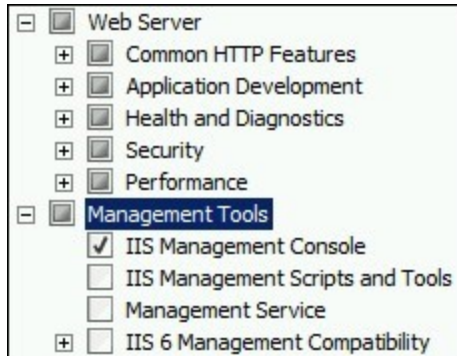 Web Server
Common HTTP Features
Application Development
Health and Diagnostics
Security
Performance
Management Tools
IIS Management Console
IIS Management Scripts and Tools
Management Service
IIS 6 Management Compatibility